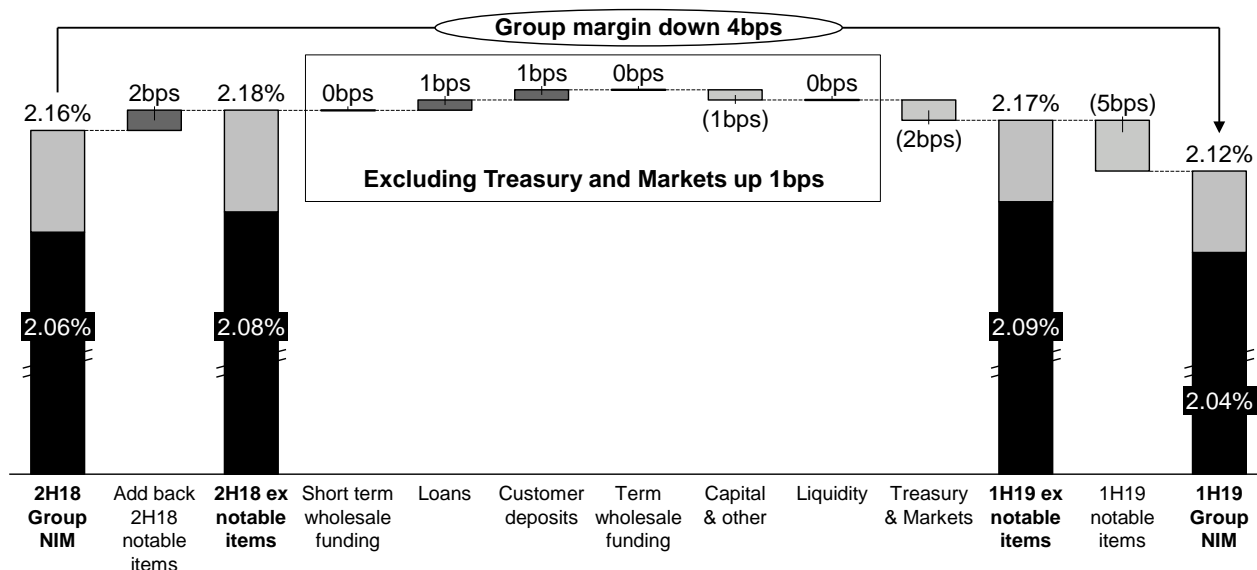 Group margin down 4bps
2.16%
2bps
2.18%
0bps
1bps
1bps
0bps
(1bps)
0bps
(2bps)
2.17%
(5bps)
2.12%
Excluding Treasury and Markets up 1bps
2.06%
2.08%
2.09%
2.04%
2H18
Group
NIM
Add back
2H18
notable
items
2H18 ex
notable
items
Short term
wholesale
funding
Loans
Customer
deposits
Term
wholesale
funding
Capital
& other
Liquidity
Treasury
& Markets
1H19 ex
notable
items
1H19
notable
items
1H19
Group
NIM